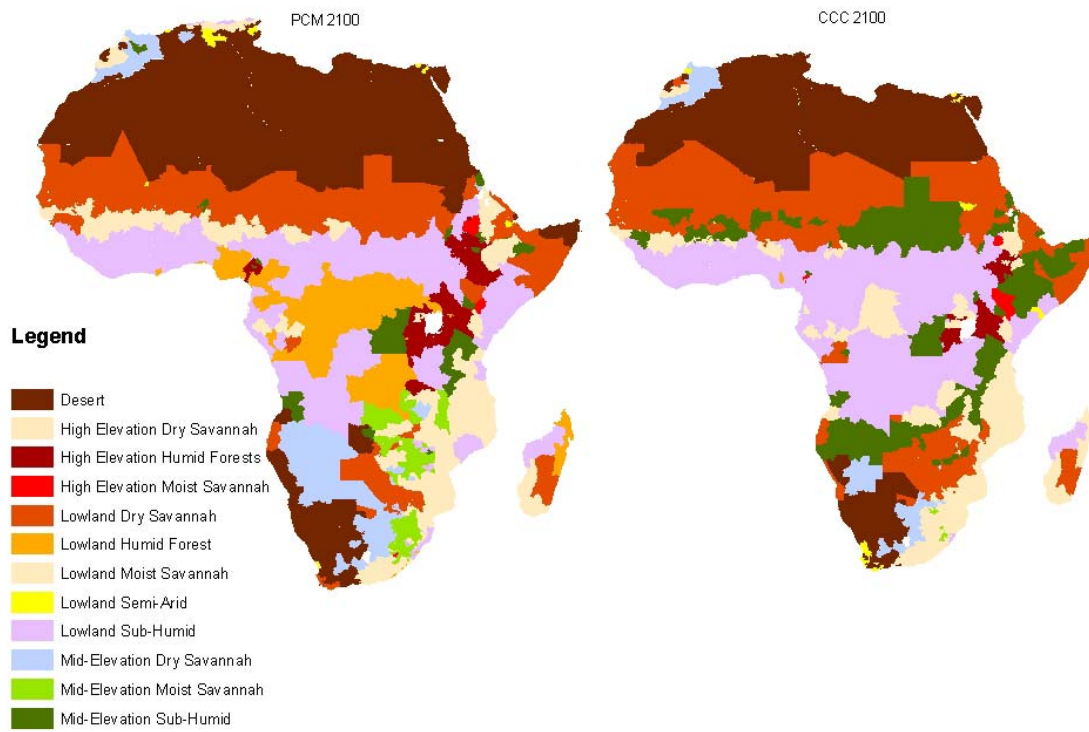 PCM 2100
CCC 2100
Legend
Desert
High Elevation Dry Savannah
High Elevation Humid Forests
High Elevation Moist Savannah
Lowland Dry Savannah
Lowland Humid Forest
Lowland Moist Savannah
Lowland Semi-Arid
Lowland Sub-Humid
Mid-Elevation Dry Savannah
Mid-Elevation Moist Savannah
Mid-Elevation Sub-Humid